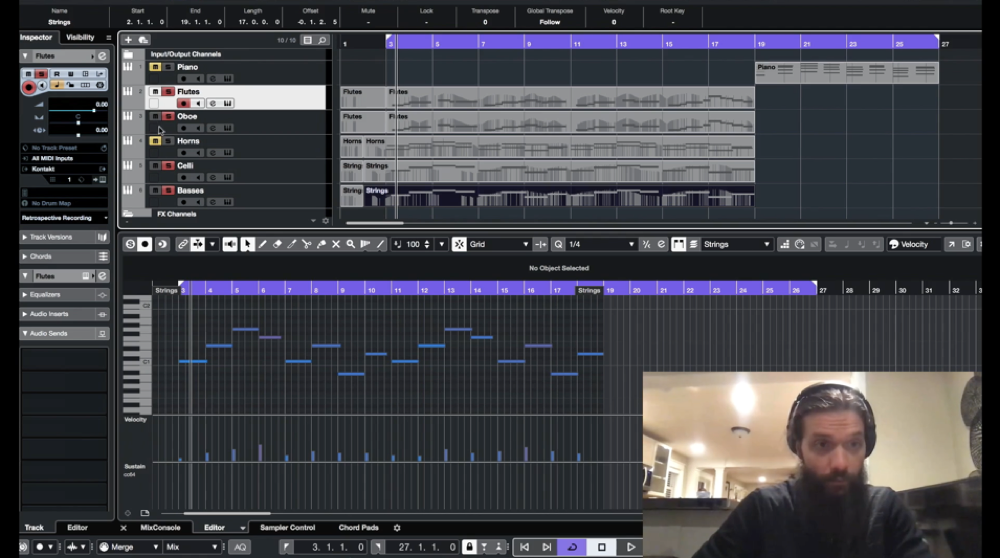 Name Start End Length Offset Mute Lock Transpose Global Transpose Velocity Root Key
Strings 2. 1. 1. 0 19. 1. 1. 0 17. 0. 0. 0 -0. 1. 2. 5 - - 0 Follow 0 -
Inspector Visibility
10 / 10
1 3 5 7 9 11 13 15 17 19 21 23 25 27
Input/Output Channels
Flutes
Piano
Piano
Flutes
Flutes Flutes
0.00
Oboe
Flutes Flutes
0.00
Horns
Horns Horns
No Track Preset
All MIDI Inputs
Celli
String Strings
Kontakt
1
Basses
String Strings
No Drum Map
Retrospective Recording
FX Channels
Track Versions
100 Grid 1/4 Strings Velocity
Chords
No Object Selected
Flutes
Strings 3 4 5 6 7 8 9 10 11 12 13 14 15 16 17 Strings 19 20 21 22 23 24 25 26 27 28 29 30 31 32
Equalizers
C2
Audio Inserts
Audio Sends
C1
Velocity
Sustain
cc64
Track Editor MixConsole Editor Sampler Control Chord Pads
Merge Mix AQ 3. 1. 1. 0 27. 1. 1. 0